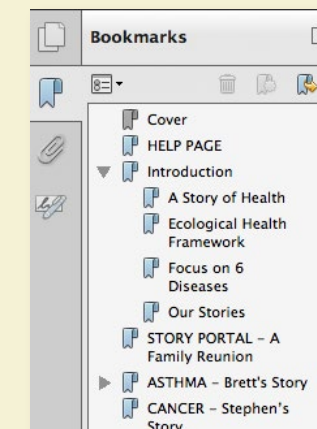 Bookmarks
Cover
HELP PAGE
Introduction
A Story of Health
Ecological Health
Framework
Focus on 6
Diseases
Our Stories
STORY PORTAL – A
Family Reunion
ASTHMA – Brett's Story
CANCER – Stephen's
Story